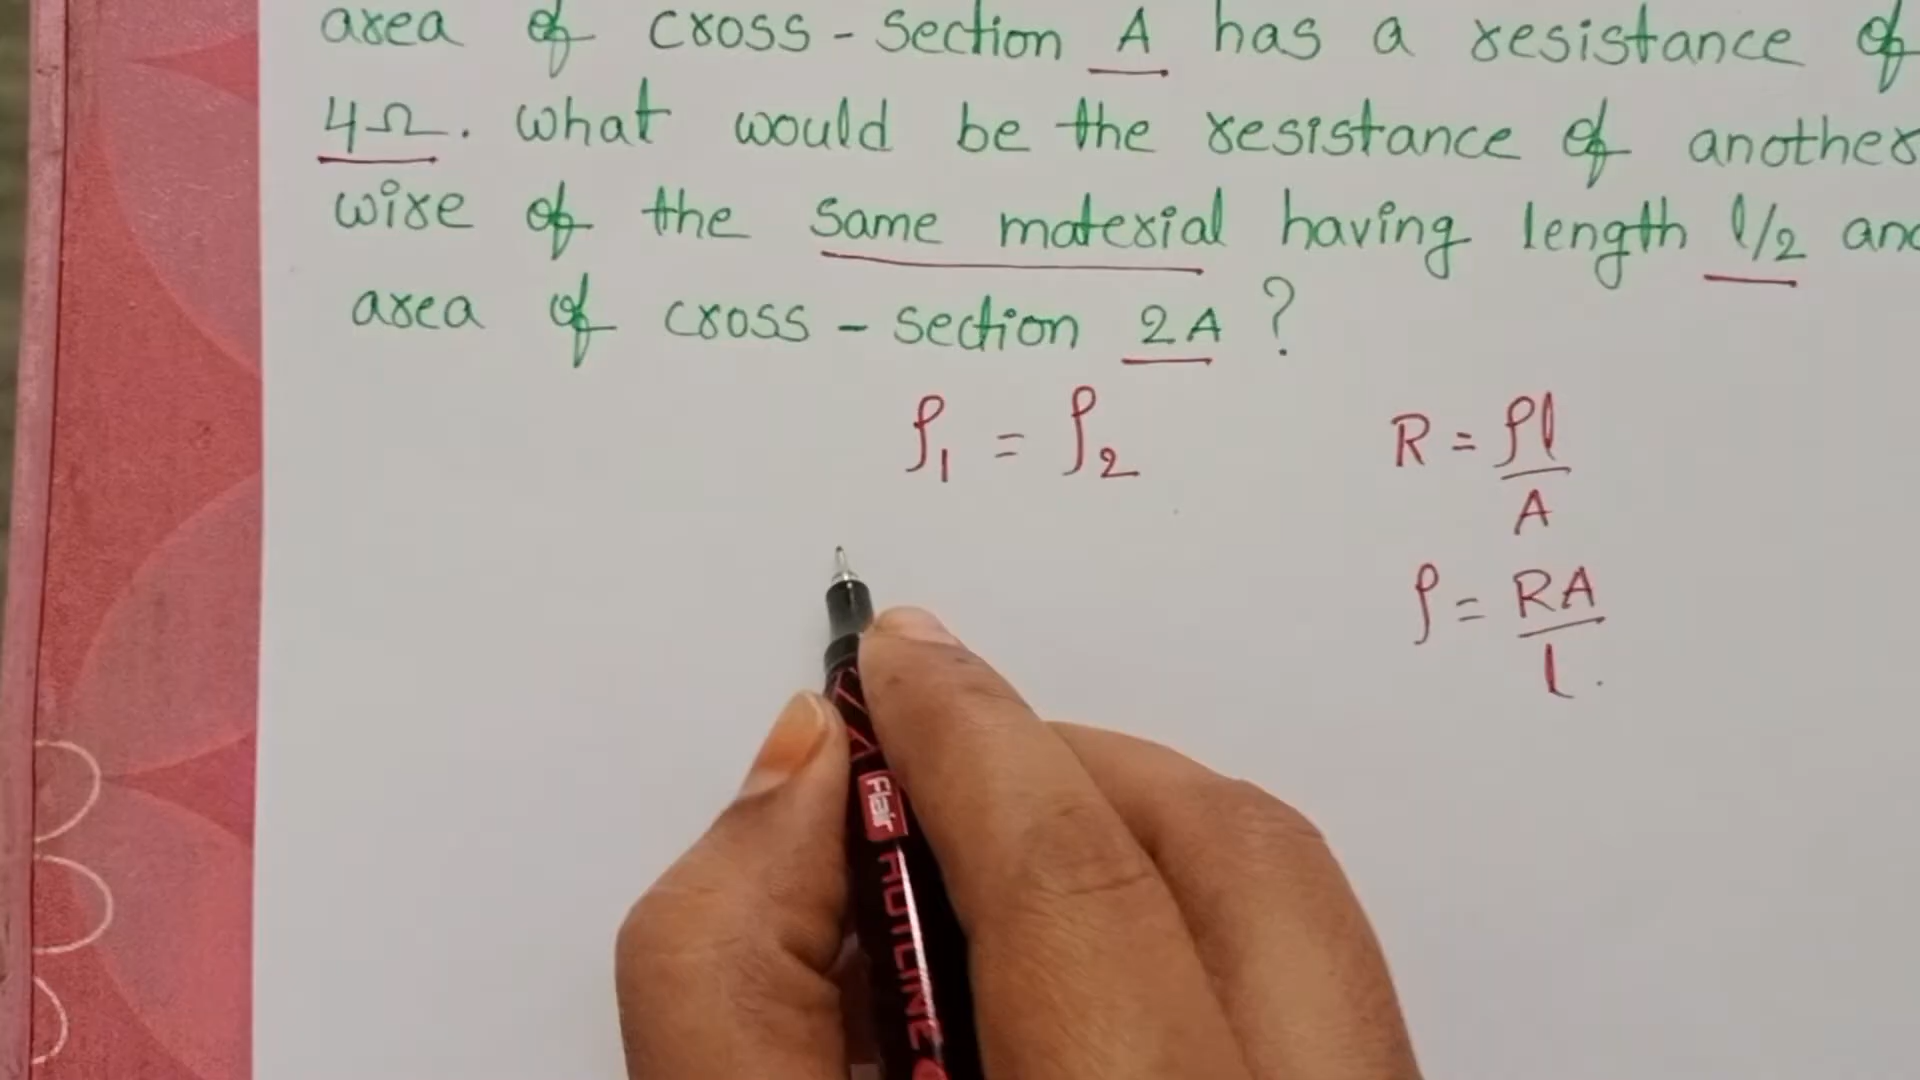 area of cross-section A has a resistance of
4Ω. what would be the resistance of another
wire of the same material having length l/2 and
area of cross-section 2A ?
ρ₁ = ρ₂
R = ρl/A
ρ = RA/l.
Flair